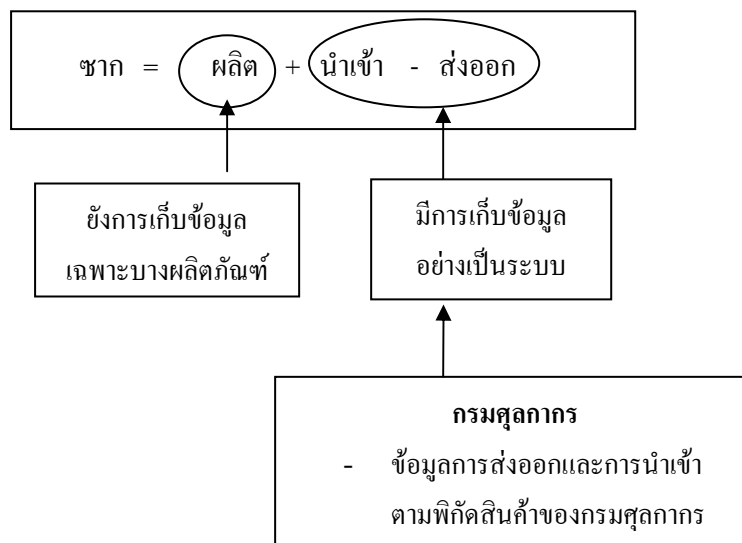 ซาก = ผลิต + นำเข้า - ส่งออก
ยังการเก็บข้อมูล
เฉพาะบางผลิตภัณฑ์
มีการเก็บข้อมูล
อย่างเป็นระบบ
กรมศุลกากร
- ข้อมูลการส่งออกและการนำเข้า
ตามพิกัดสินค้าของกรมศุลกากร